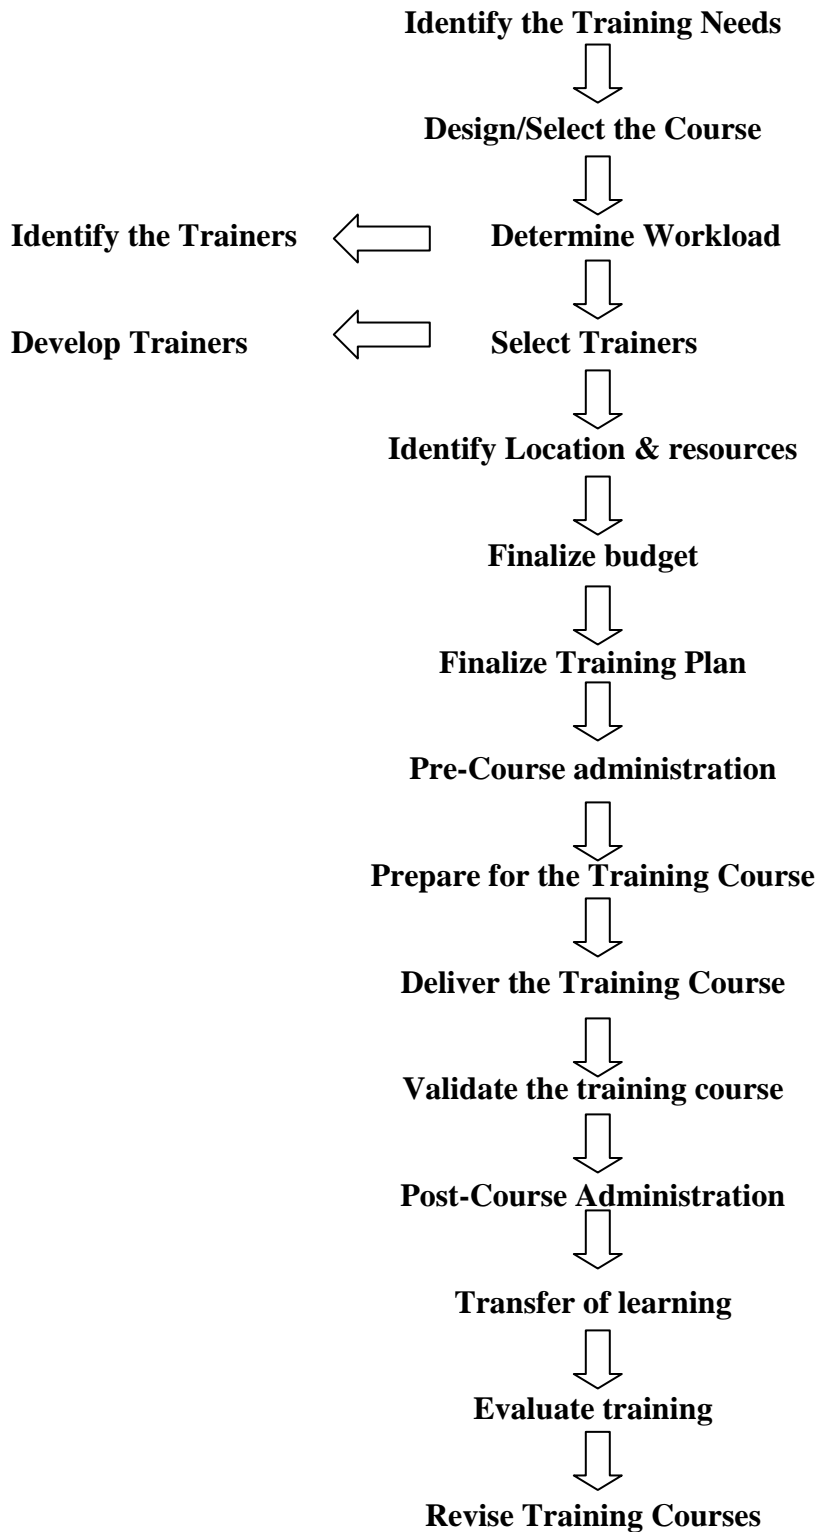 Identify the Training Needs
Design/Select the Course
Identify the Trainers
Determine Workload
Develop Trainers
Select Trainers
Identify Location & resources
Finalize budget
Finalize Training Plan
Pre-Course administration
Prepare for the Training Course
Deliver the Training Course
Validate the training course
Post-Course Administration
Transfer of learning
Evaluate training
Revise Training Courses